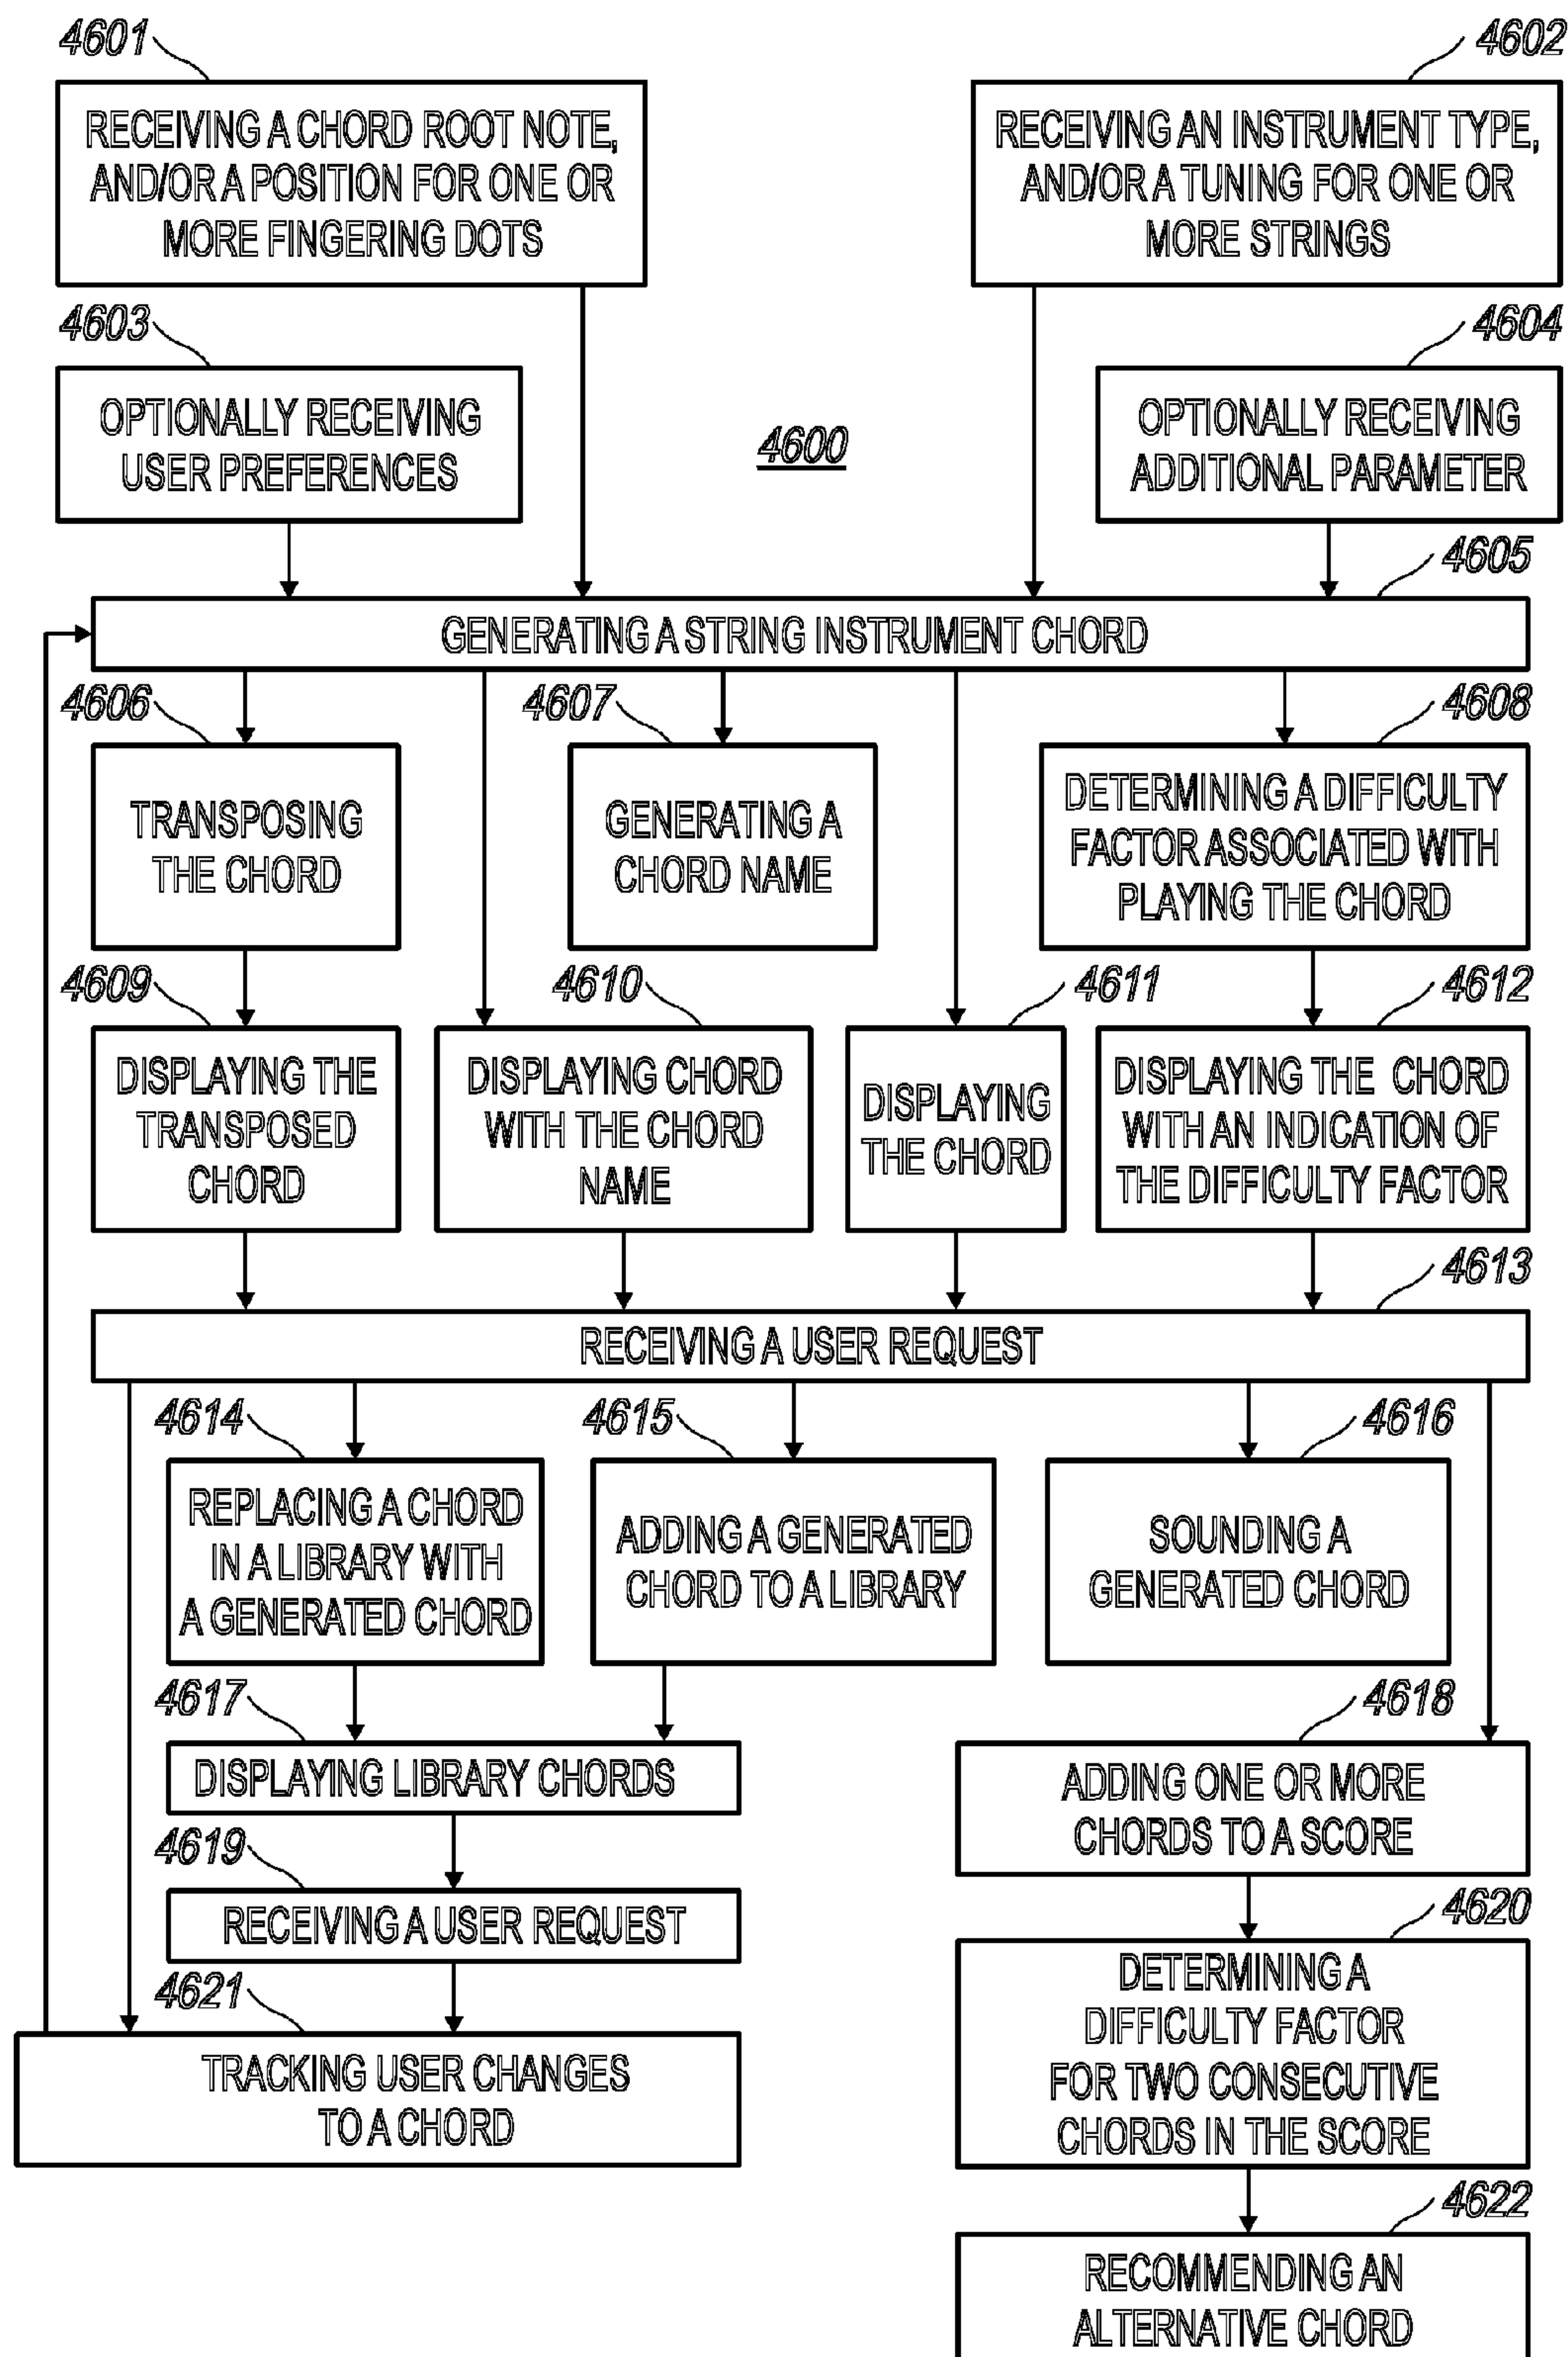 4601
4602
RECEIVING A CHORD ROOT NOTE,
AND/OR A POSITION FOR ONE OR
MORE FINGERING DOTS
RECEIVING AN INSTRUMENT TYPE,
AND/OR A TUNING FOR ONE OR
MORE STRINGS
4603
4604
OPTIONALLY RECEIVING
USER PREFERENCES
4600
OPTIONALLY RECEIVING
ADDITIONAL PARAMETER
4605
GENERATING A STRING INSTRUMENT CHORD
4606
4607
4608
TRANSPOSING
THE CHORD
GENERATING A
CHORD NAME
DETERMINING A DIFFICULTY
FACTOR ASSOCIATED WITH
PLAYING THE CHORD
4609
4610
4611
4612
DISPLAYING THE
TRANSPOSED
CHORD
DISPLAYING CHORD
WITH THE CHORD
NAME
DISPLAYING
THE CHORD
DISPLAYING THE CHORD
WITH AN INDICATION OF
THE DIFFICULTY FACTOR
4613
RECEIVING A USER REQUEST
4614
4615
4616
REPLACING A CHORD
IN A LIBRARY WITH
A GENERATED CHORD
ADDING A GENERATED
CHORD TO A LIBRARY
SOUNDING A
GENERATED CHORD
4617
4618
DISPLAYING LIBRARY CHORDS
ADDING ONE OR MORE
CHORDS TO A SCORE
4619
RECEIVING A USER REQUEST
4620
DETERMINING A
DIFFICULTY FACTOR
FOR TWO CONSECUTIVE
CHORDS IN THE SCORE
4621
TRACKING USER CHANGES
TO A CHORD
4622
RECOMMENDING AN
ALTERNATIVE CHORD